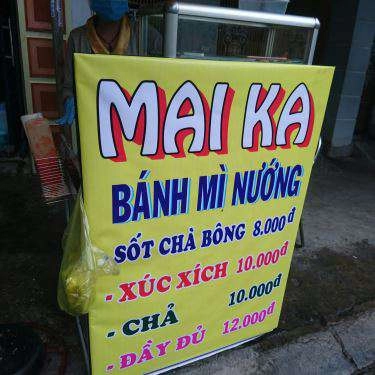 MAI KA
BÁNH MÌ NƯỚNG
SỐT CHÀ BÔNG 8.000đ
- XÚC XÍCH 10.000đ
- CHẢ 10.000đ
- ĐẦY ĐỦ 12.000đ